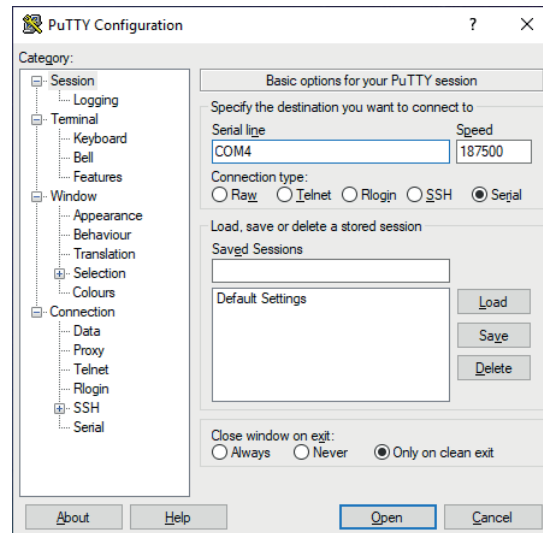 PuTTY Configuration
Category:
Session
Logging
Terminal
Keyboard
Bell
Features
Window
Appearance
Behaviour
Translation
Selection
Colours
Connection
Data
Proxy
Telnet
Rlogin
SSH
Serial
Basic options for your PuTTY session
Specify the destination you want to connect to
Serial line Speed
COM4 187500
Connection type:
Raw Telnet Rlogin SSH Serial
Load, save or delete a stored session
Saved Sessions
Default Settings
Load
Save
Delete
Close window on exit:
Always Never Only on clean exit
About Help Open Cancel